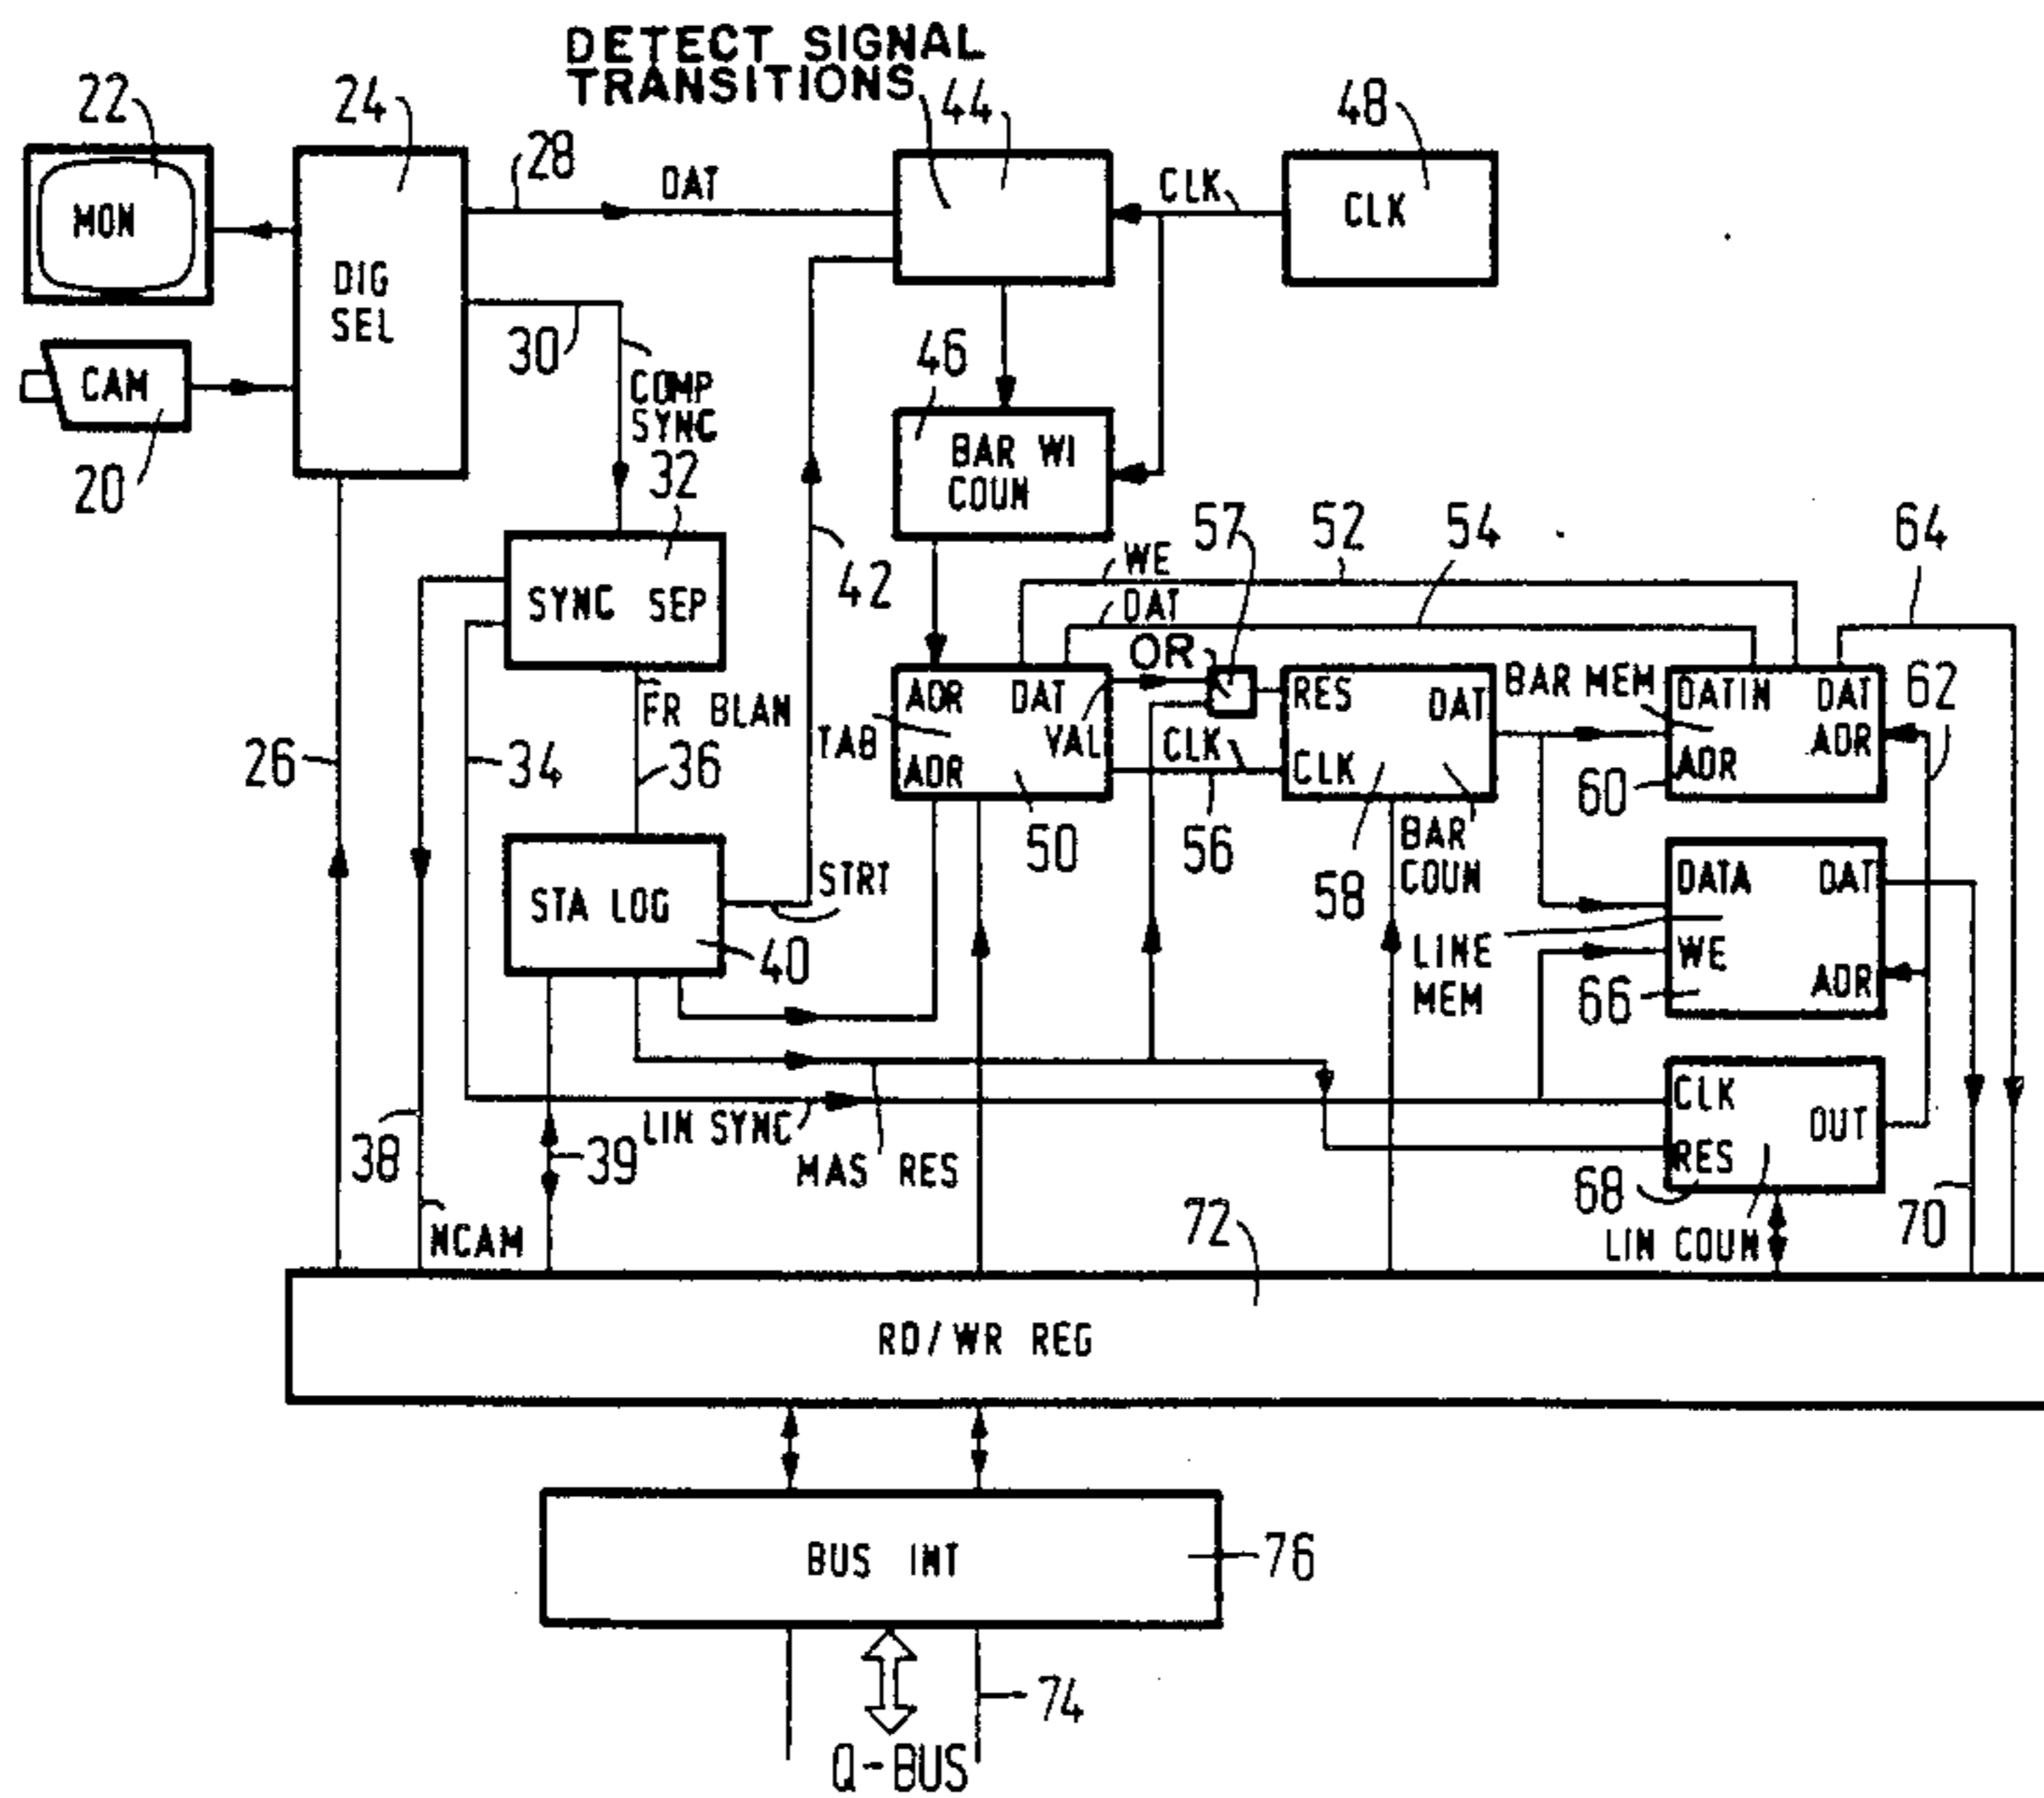 DETECT SIGNAL
TRANSITIONS
22
24
28
DAT
44
CLK
48
CLK
MON
DIG
SEL
30
CAM
20
COMP
SYNC
46
BAR WI
COUN
32
SYNC SEP
42
57
52
54
64
WE
DAT
OR
FR BLAN
TAB
ADR DAT
VAL
ADR
CLK
RES
DAT
CLK
BAR MEM
DATIN DAT
ADR
ADR
62
26
34
36
50
56
58
BAR
COUN
60
STA LOG
STRT
40
LINE
MEM
DATA DAT
WE
ADR
66
38
39
LIN SYNC
MAS RES
CLK
OUT
RES
68
LIN COUN
70
NCAM
72
RD/WR REG
BUS INT
76
74
Q-BUS